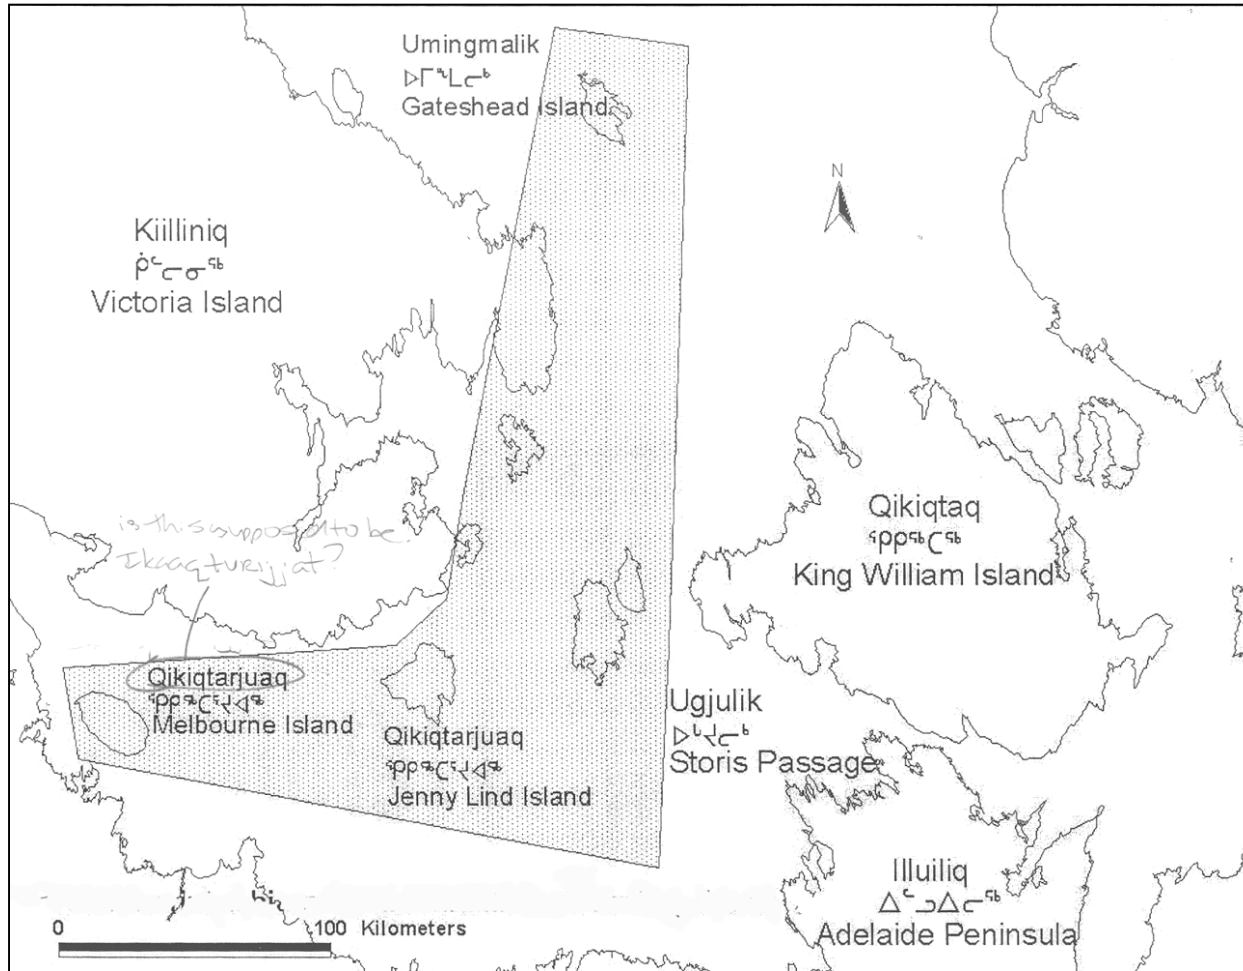 Umingmalik
ᐅᒥᖕᒪᓕᒃ
Gateshead Island
N
Kiilliniq
ᑮᓪᓕᓂᖅ
Victoria Island
is this supposed to be
Ikaaqturijjat?
Qikiqtaq
ᕿᑭᖅᑕᖅ
King William Island
Qikiqtarjuaq
ᕿᑭᖅᑕᕐᔪᐊᖅ
Melbourne Island
Qikiqtarjuaq
ᕿᑭᖅᑕᕐᔪᐊᖅ
Jenny Lind Island
Ugjulik
ᐅᒡᔪᓕᒃ
Storis Passage
Illuiliq
ᐃᓪᓗᐃᓕᖅ
Adelaide Peninsula
0 100 Kilometers